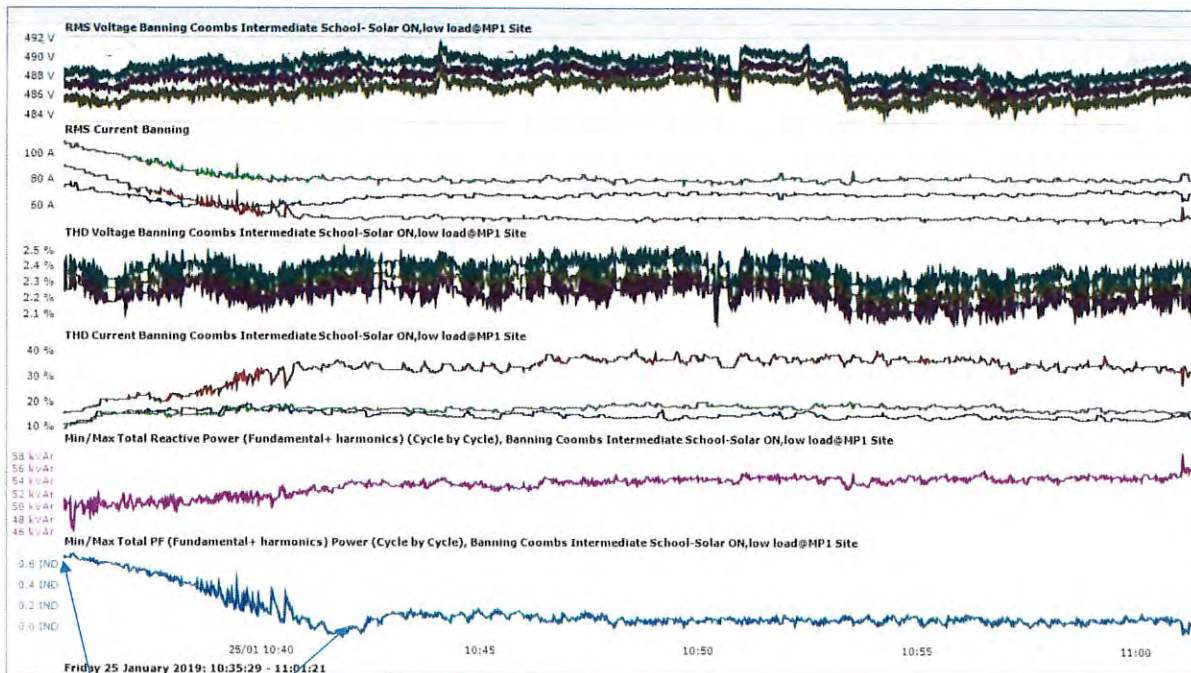 RMS Voltage Banning Coombs Intermediate School- Solar ON,low load@MP1 Site
492 V
490 V
488 V
486 V
484 V
RMS Current Banning
100 A
80 A
60 A
THD Voltage Banning Coombs Intermediate School-Solar ON,low load@MP1 Site
2.5 %
2.4 %
2.3 %
2.2 %
2.1 %
THD Current Banning Coombs Intermediate School-Solar ON,low load@MP1 Site
40 %
30 %
20 %
10 %
Min/Max Total Reactive Power (Fundamental+ harmonics) (Cycle by Cycle), Banning Coombs Intermediate School-Solar ON,low load@MP1 Site
58 kVAr
56 kVAr
54 kVAr
52 kVAr
50 kVAr
48 kVAr
46 kVAr
Min/Max Total PF (Fundamental+ harmonics) Power (Cycle by Cycle), Banning Coombs Intermediate School-Solar ON,low load@MP1 Site
0.6 IND
0.4 IND
0.2 IND
0.0 IND
25/01 10:40 10:45 10:50 10:55 11:00
Friday 25 January 2019: 10:35:29 - 11:01:21